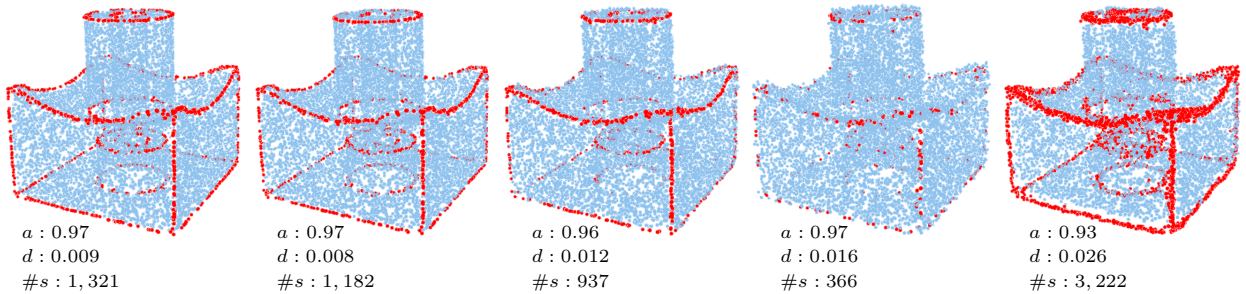 a : 0.97
d : 0.009
#s : 1, 321
a : 0.97
d : 0.008
#s : 1, 182
a : 0.96
d : 0.012
#s : 937
a : 0.97
d : 0.016
#s : 366
a : 0.93
d : 0.026
#s : 3, 222